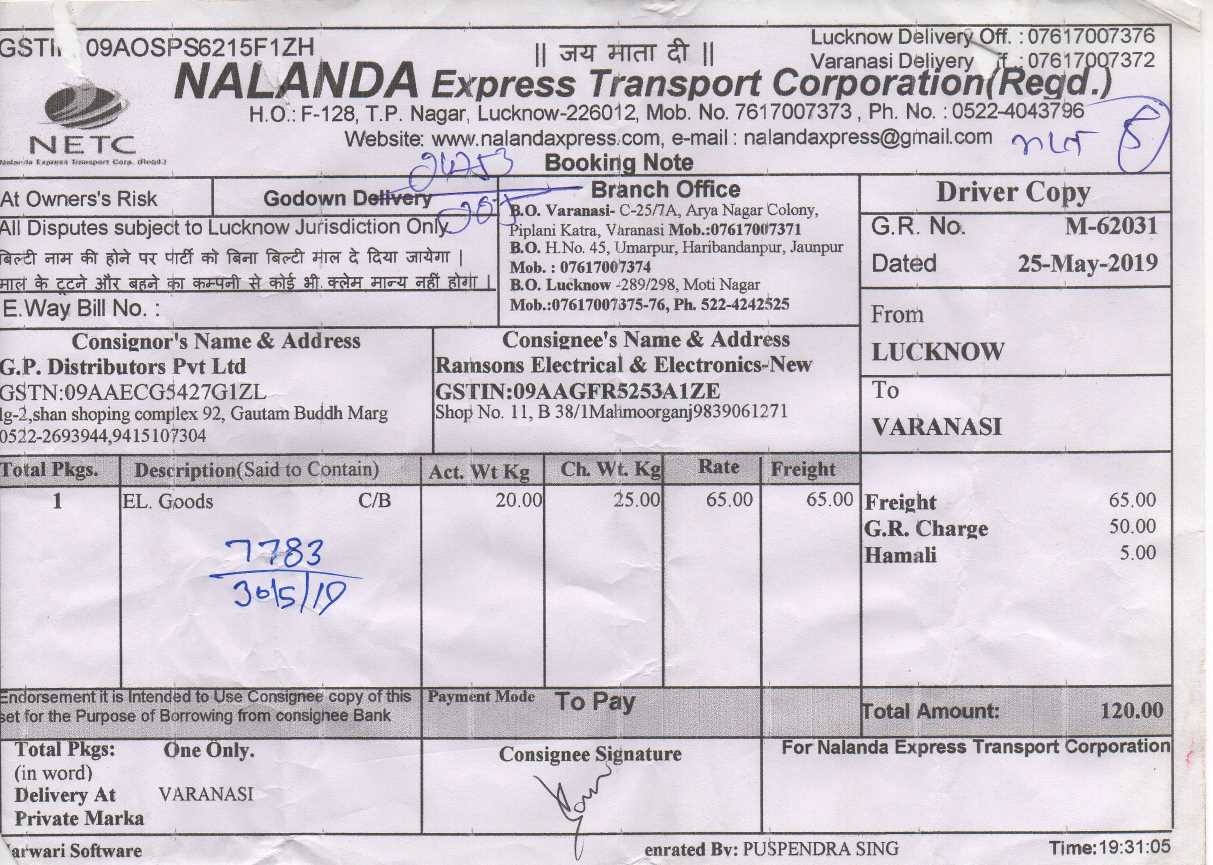 GSTI 09AOSPS6215F1ZH
|| जय माता दी ||
Lucknow Delivery Off. : 07617007376
Varanasi Delivery f. : 07617007372
NALANDA Express Transport Corporation(Regd.)
H.O.: F-128, T.P. Nagar, Lucknow-226012, Mob. No. 7617007373 , Ph. No. : 0522-4043796
Website: www.nalandaxpress.com, e-mail : nalandaxpress@gmail.com
NETC
Nalanda Express Transport Corp. (Regd.)
Booking Note
8
At Owners's Risk
Godown Delivery
All Disputes subject to Lucknow Jurisdiction Only
बिल्टी नाम की होने पर पार्टी को बिना बिल्टी माल दे दिया जायेगा |
माल के टूटने और बहने का कम्पनी से कोई भी क्लेम मान्य नहीं होगा |
E.Way Bill No. :
Branch Office
B.O. Varanasi- C-25/7A, Arya Nagar Colony,
Piplani Katra, Varanasi Mob.:07617007371
B.O. H.No. 45, Umarpur, Haribandanpur, Jaunpur
Mob. : 07617007374
B.O. Lucknow -289/298, Moti Nagar
Mob.:07617007375-76, Ph. 522-4242525
Driver Copy
G.R. No. M-62031
Dated 25-May-2019
From
LUCKNOW
To
VARANASI
Consignor's Name & Address
G.P. Distributors Pvt Ltd
GSTN:09AAECG5427G1ZL
lg-2,shan shoping complex 92, Gautam Buddh Marg
0522-2693944,9415107304
Consignee's Name & Address
Ramsons Electrical & Electronics-New
GSTIN:09AAGFR5253A1ZE
Shop No. 11, B 38/1Mahmoorganj9839061271
Total Pkgs. Description(Said to Contain) Act. Wt Kg Ch. Wt. Kg Rate Freight
1 EL. Goods C/B 20.00 25.00 65.00 65.00
7783
30/5/19
Freight 65.00
G.R. Charge 50.00
Hamali 5.00
Endorsement it is Intended to Use Consignee copy of this
set for the Purpose of Borrowing from consignee Bank
Payment Mode To Pay
Total Amount: 120.00
Total Pkgs: One Only.
(in word)
Delivery At VARANASI
Private Marka
Consignee Signature
For Nalanda Express Transport Corporation
arwari Software
enrated By: PUSPENDRA SING
Time:19:31:05